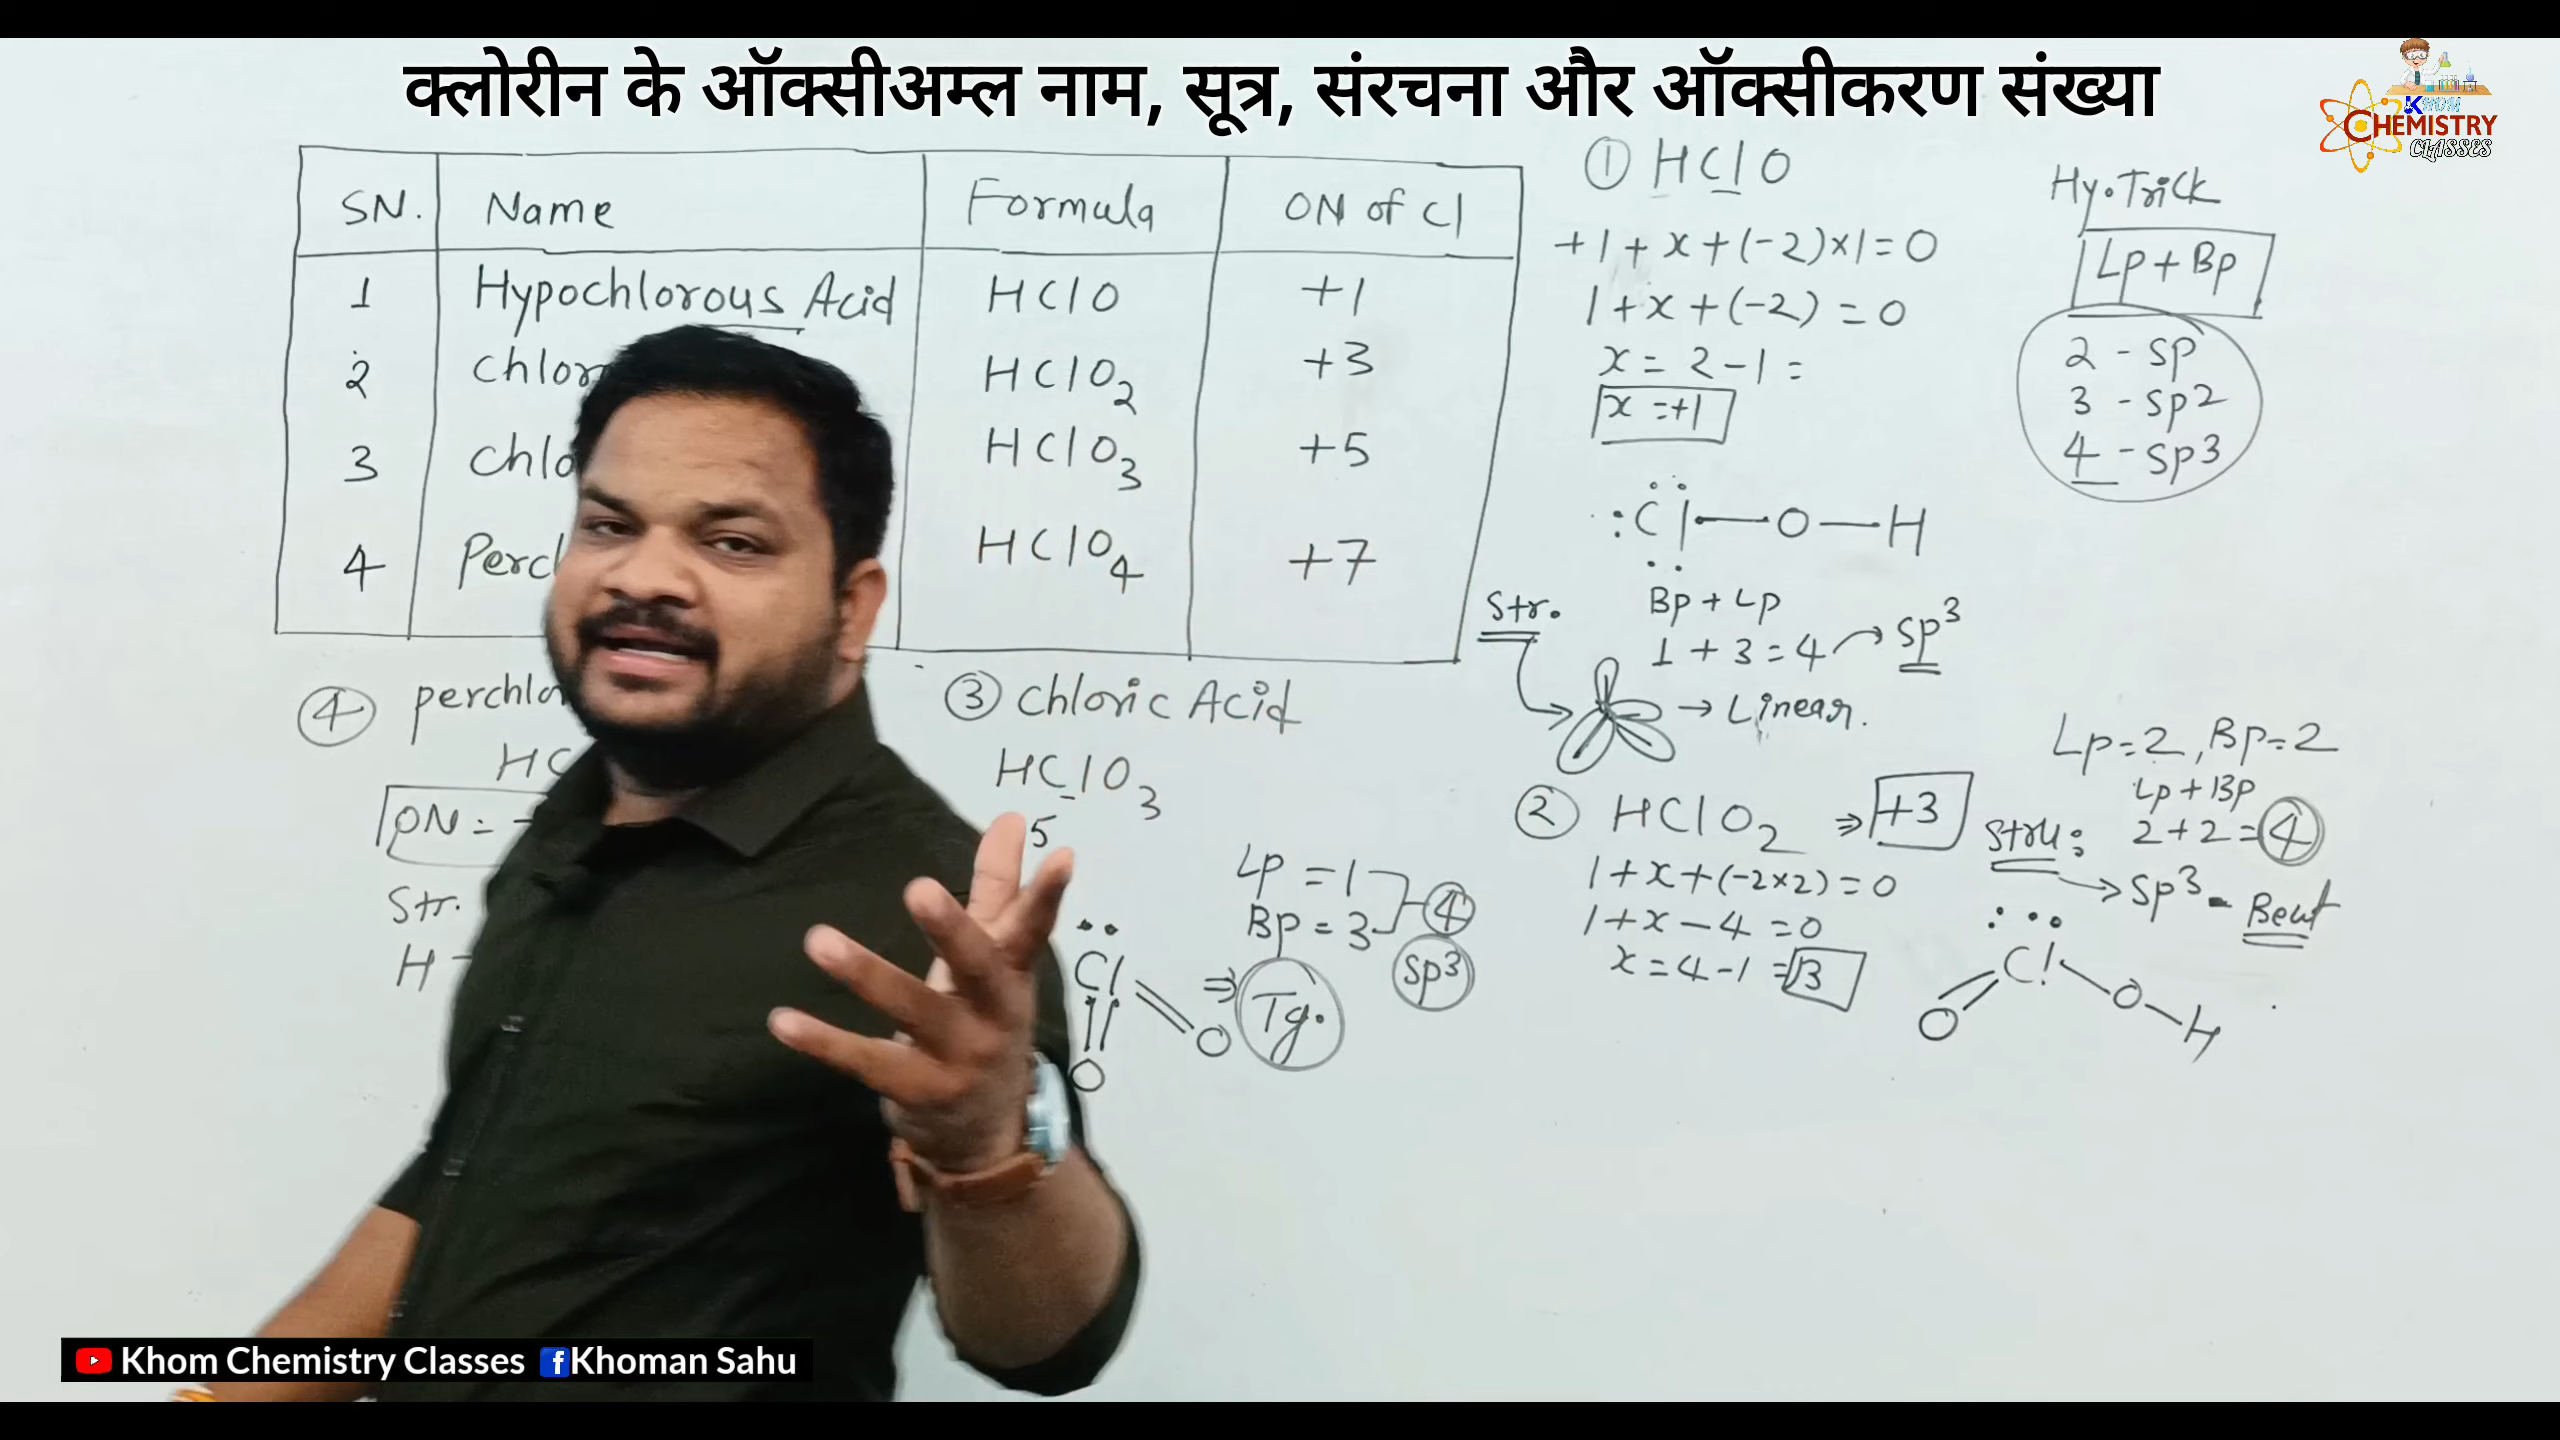 क्लोरीन के ऑक्सीअम्ल नाम, सूत्र, संरचना और ऑक्सीकरण संख्या
KHOM
CHEMISTRY
CLASSES
SN. Name Formula ON of Cl
1 Hypochlorous Acid HClO +1
2 HClO2 +3
3 HClO3 +5
4 HClO4 +7
① HClO
+1+x+(-2)×1=0
1+x+(-2)=0
x=2-1=
x=+1
Hy.Trick
Lp+Bp
2-sp
3-sp2
4-sp3
:Cl—O—H
Bp+Lp
1+3=4→sp3
Str.
→Linear.
② HClO2 ⇒ +3
1+x+(-2×2)=0
1+x-4=0
x=4-1=13
Lp=2, Bp=2
Lp+Bp
2+2=4
Stru:
→sp3-Bent
Cl
O
O
H
③ Chloric Acid
HClO3
5
Lp=1
Bp=3
4
sp3
Cl
O
O
⇒Tg.
④
ON=
Str.
H-
Khom Chemistry Classes Khoman Sahu